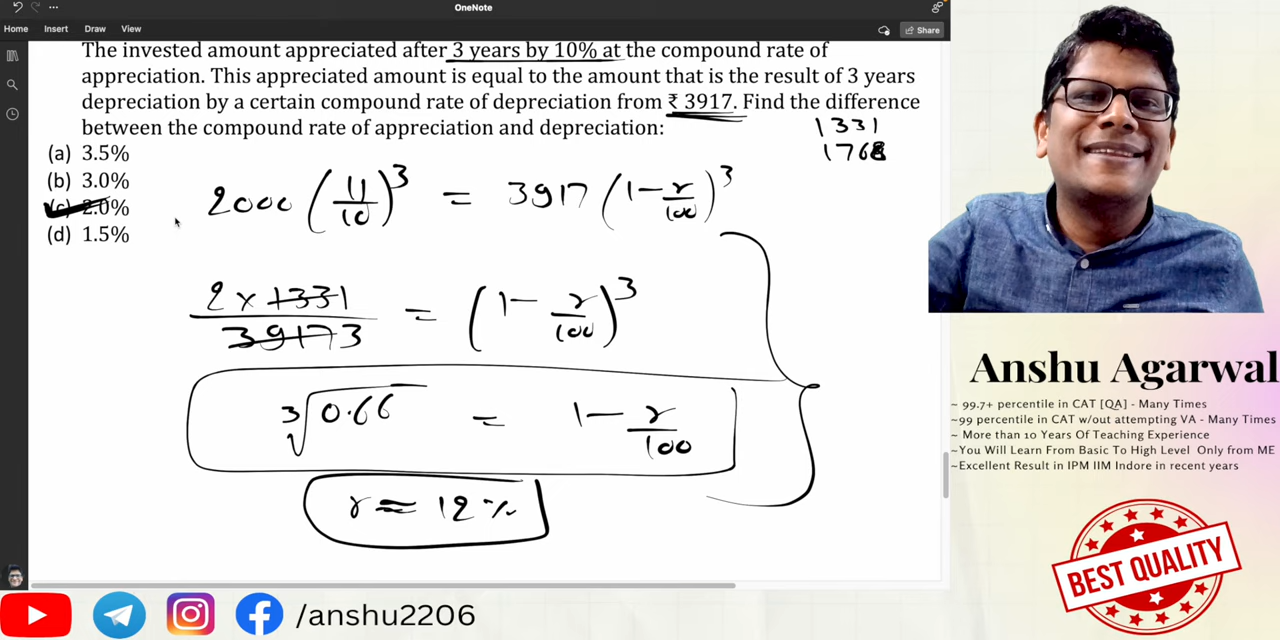 OneNote
Home Insert Draw View Share
The invested amount appreciated after 3 years by 10% at the compound rate of
appreciation. This appreciated amount is equal to the amount that is the result of 3 years
depreciation by a certain compound rate of depreciation from ₹ 3917. Find the difference
between the compound rate of appreciation and depreciation:
1331
1768
(a) 3.5%
(b) 3.0%
(c) 2.0%
(d) 1.5%
2000 (11/10)^3 = 3917 (1 - r/100)^3
2 x 1331 / 3917 3 = (1 - r/100)^3
3√0.66 = 1 - r/100
r ≈ 12%
Anshu Agarwal
~ 99.7+ percentile in CAT [QA] - Many Times
~99 percentile in CAT w/out attempting VA - Many Times
~ More than 10 Years Of Teaching Experience
~You Will Learn From Basic To High Level Only from ME
~Excellent Result in IPM IIM Indore in recent years
BEST QUALITY
/anshu2206